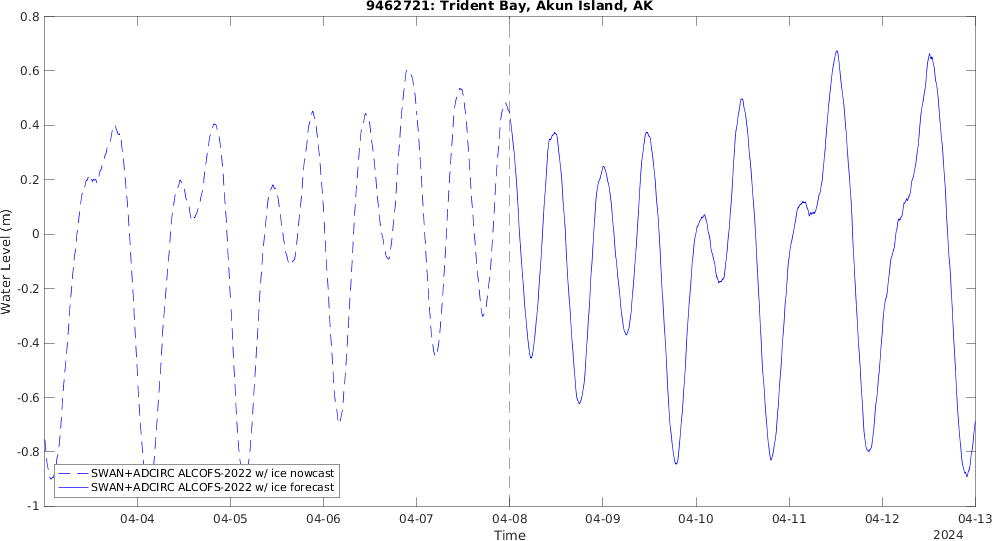 9462721: Trident Bay, Akun Island, AK
0.8
0.6
0.4
0.2
0
-0.2
-0.4
-0.6
-0.8
-1
Water Level (m)
SWAN+ADCIRC ALCOFS-2022 w/ ice nowcast
SWAN+ADCIRC ALCOFS-2022 w/ ice forecast
04-04 04-05 04-06 04-07 04-08 04-09 04-10 04-11 04-12 04-13
Time
2024